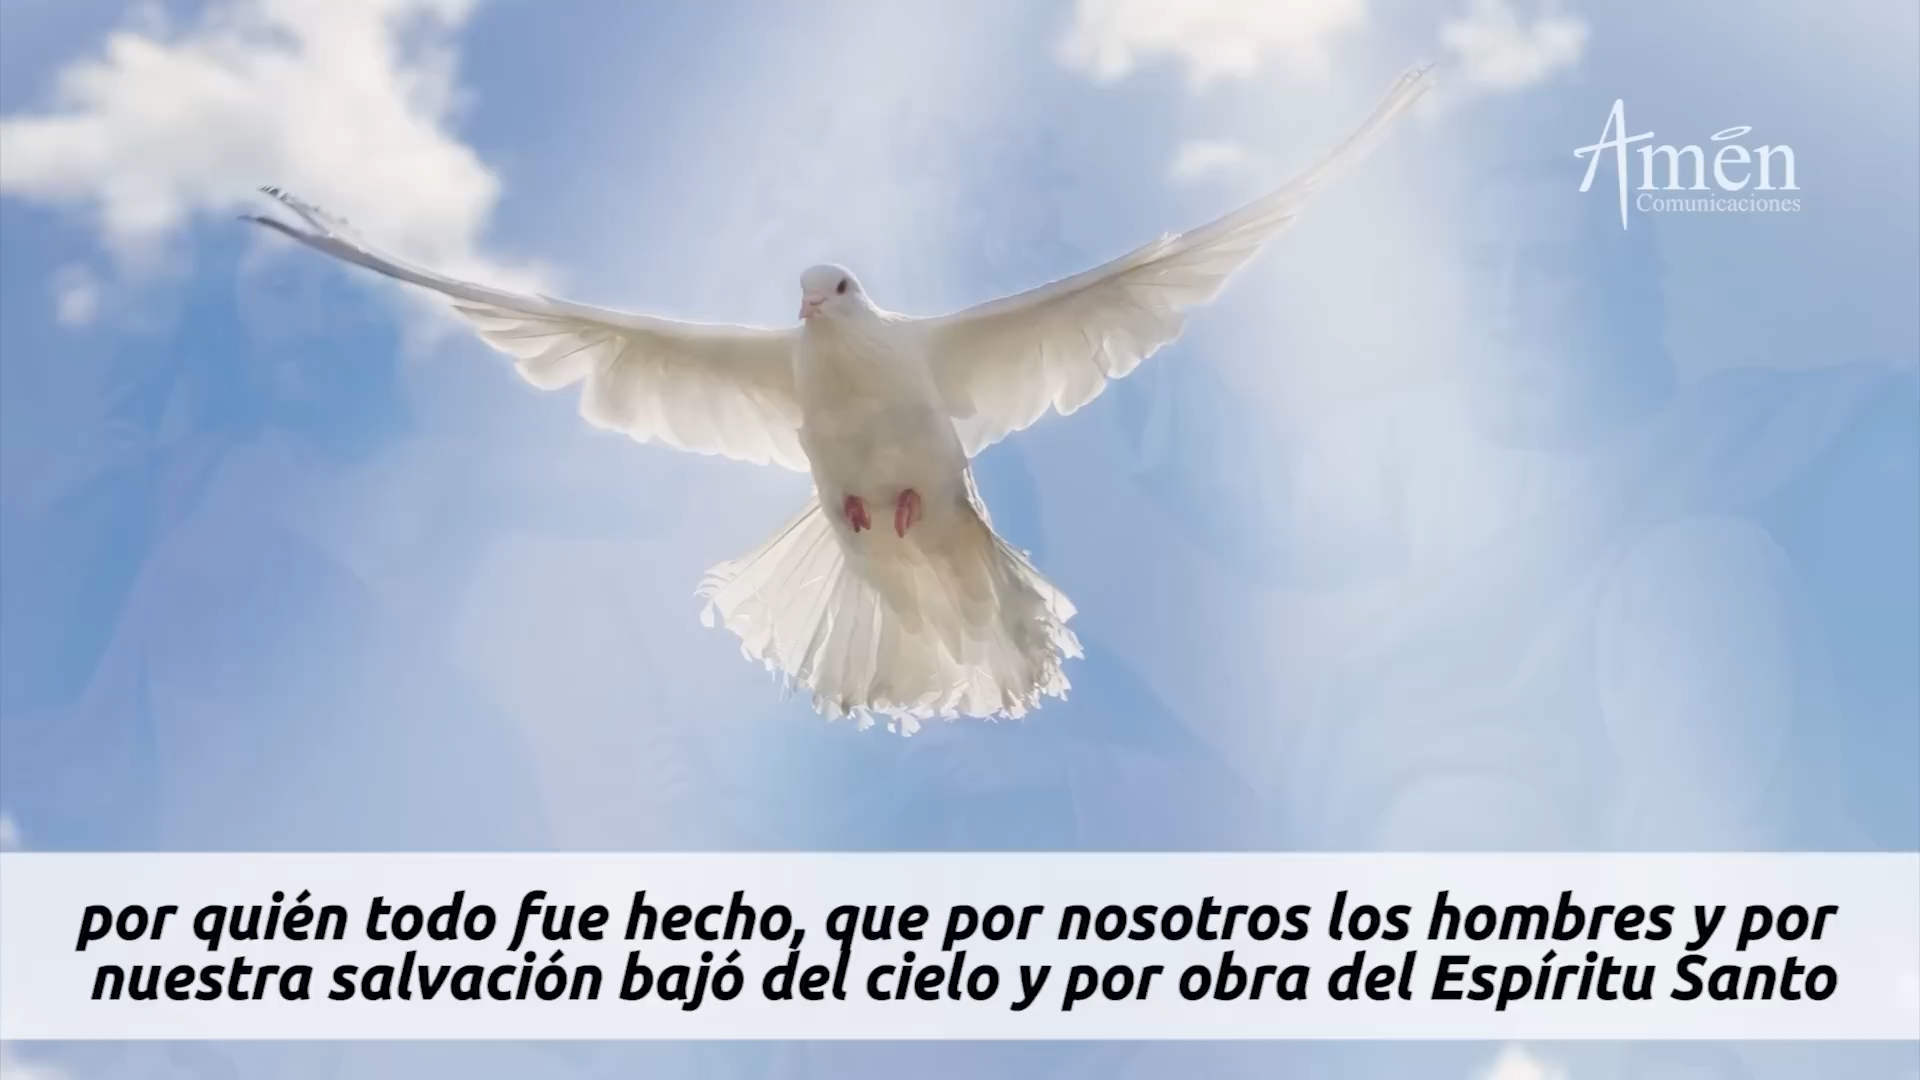 Amén
Comunicaciones
por quién todo fue hecho, que por nosotros los hombres y por
nuestra salvación bajó del cielo y por obra del Espíritu Santo